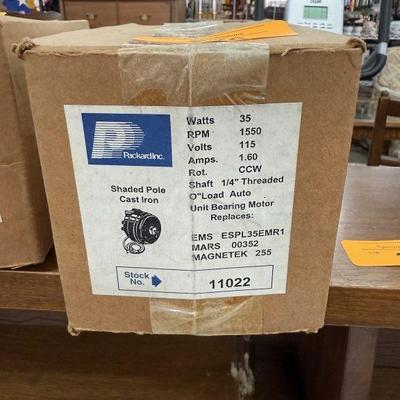 Packard Inc.
Shaded Pole
Cast Iron
Watts 35
RPM 1550
Volts 115
Amps. 1.60
Rot. CCW
Shaft 1/4" Threaded
O"Load Auto
Unit Bearing Motor
Replaces:
EMS ESPL35EMR1
MARS 00352
MAGNETEK 255
Stock No. 11022